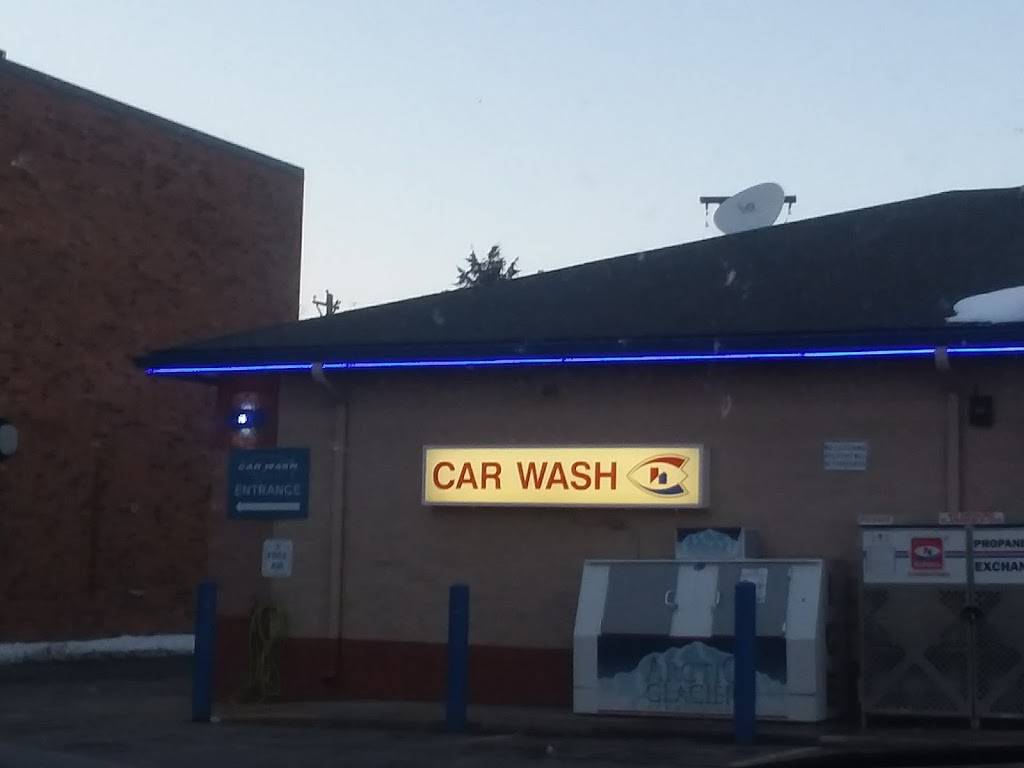 CAR WASH
CAR WASH
ENTRANCE
FREE
AIR
ARCTIC
GLACIER
PROPANE
EXCHAN